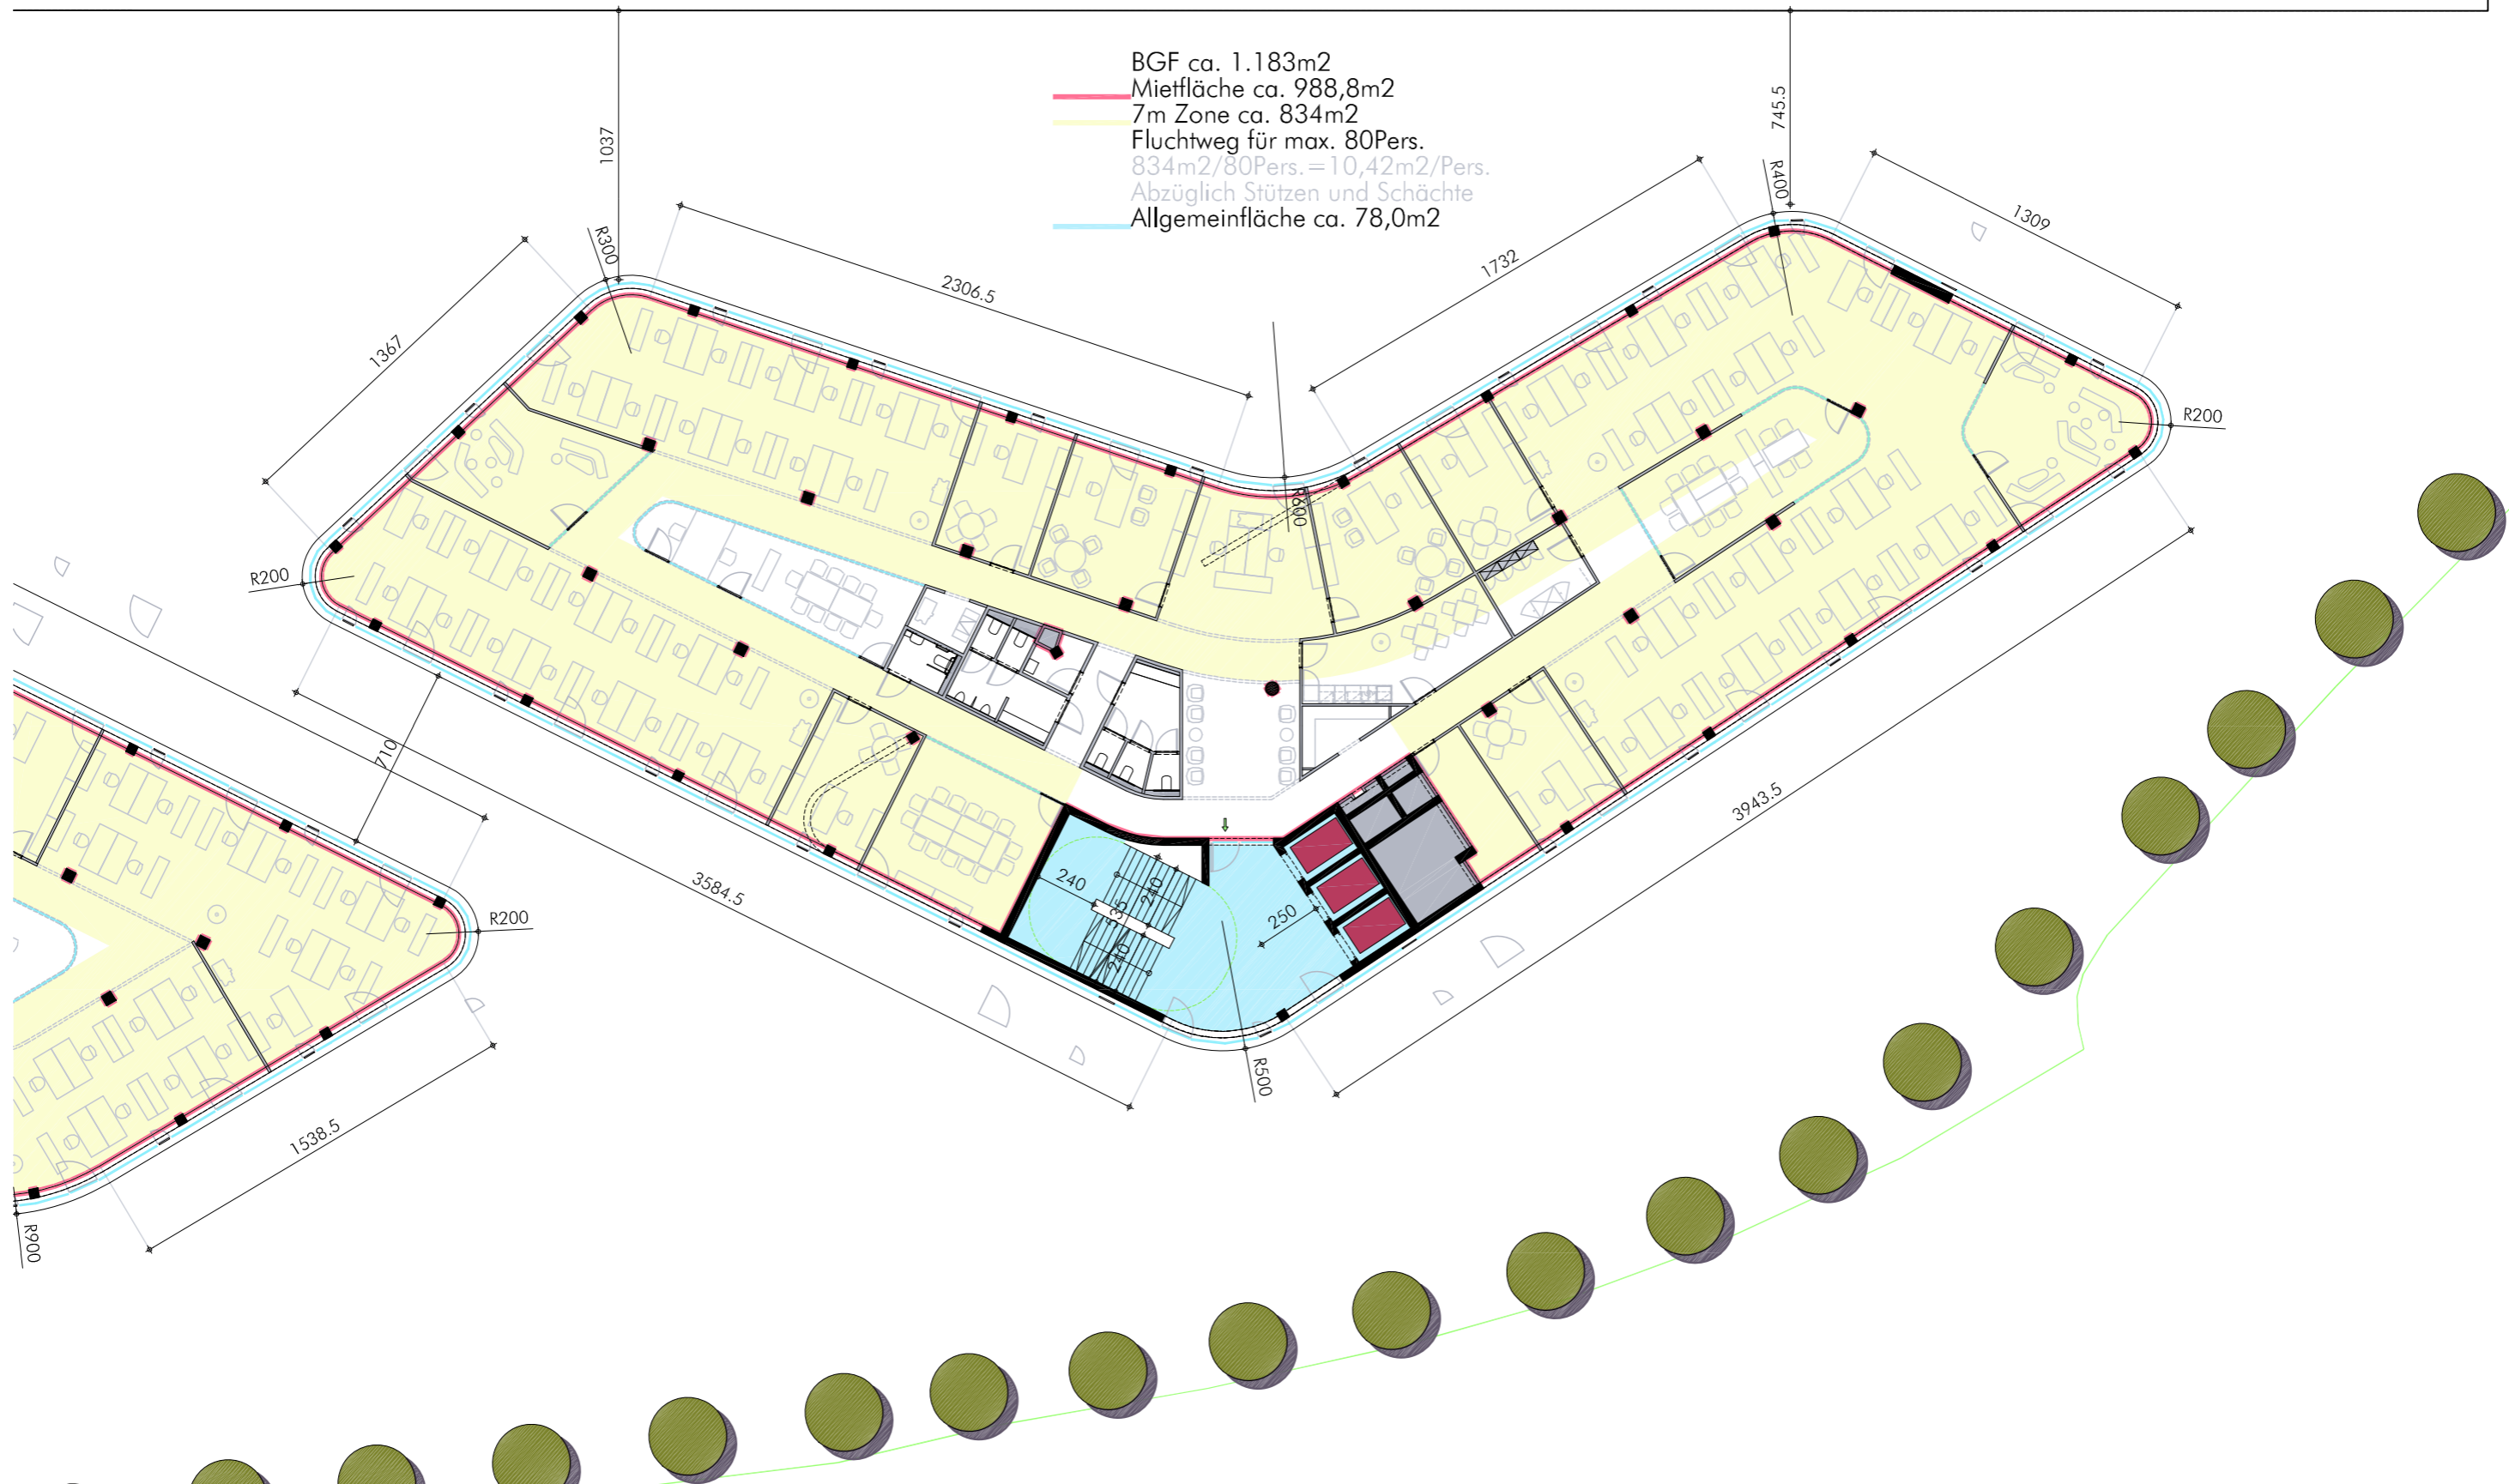 BGF ca. 1.183m2
Mietfläche ca. 988,8m2
7m Zone ca. 834m2
Fluchtweg für max. 80Pers.
834m2/80Pers.=10,42m2/Pers.
Abzüglich Stützen und Schächte
Allgemeinfläche ca. 78,0m2
1037
745.5
R300
R400
1309
2306.5
1732
1367
R200
R600
R200
710
3943.5
3584.5
240
240
535
240
250
R200
R500
1538.5
R900